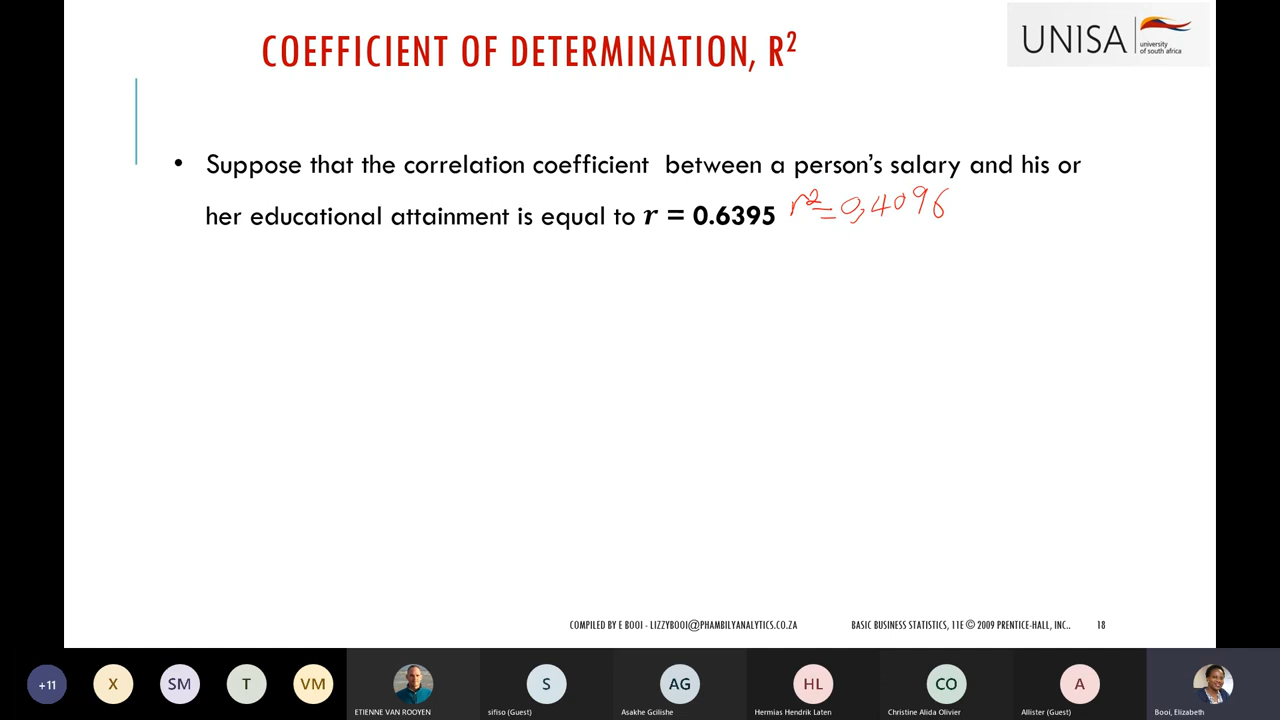 COEFFICIENT OF DETERMINATION, R²
UNISA university of south africa
• Suppose that the correlation coefficient between a person's salary and his or
her educational attainment is equal to r = 0.6395 r² = 0,4096
COMPILED BY E BOOI - LIZZYBOOI@PHAMBILYANALYTICS.CO.ZA BASIC BUSINESS STATISTICS, 11E © 2009 PRENTICE-HALL, INC.. 18
+11 X SM T VM S AG HL CO A
ETIENNE VAN ROOYEN sifiso (Guest) Asakhe Gcilishe Hermias Hendrik Laten Christine Alida Olivier Allister (Guest) Booi, Elizabeth